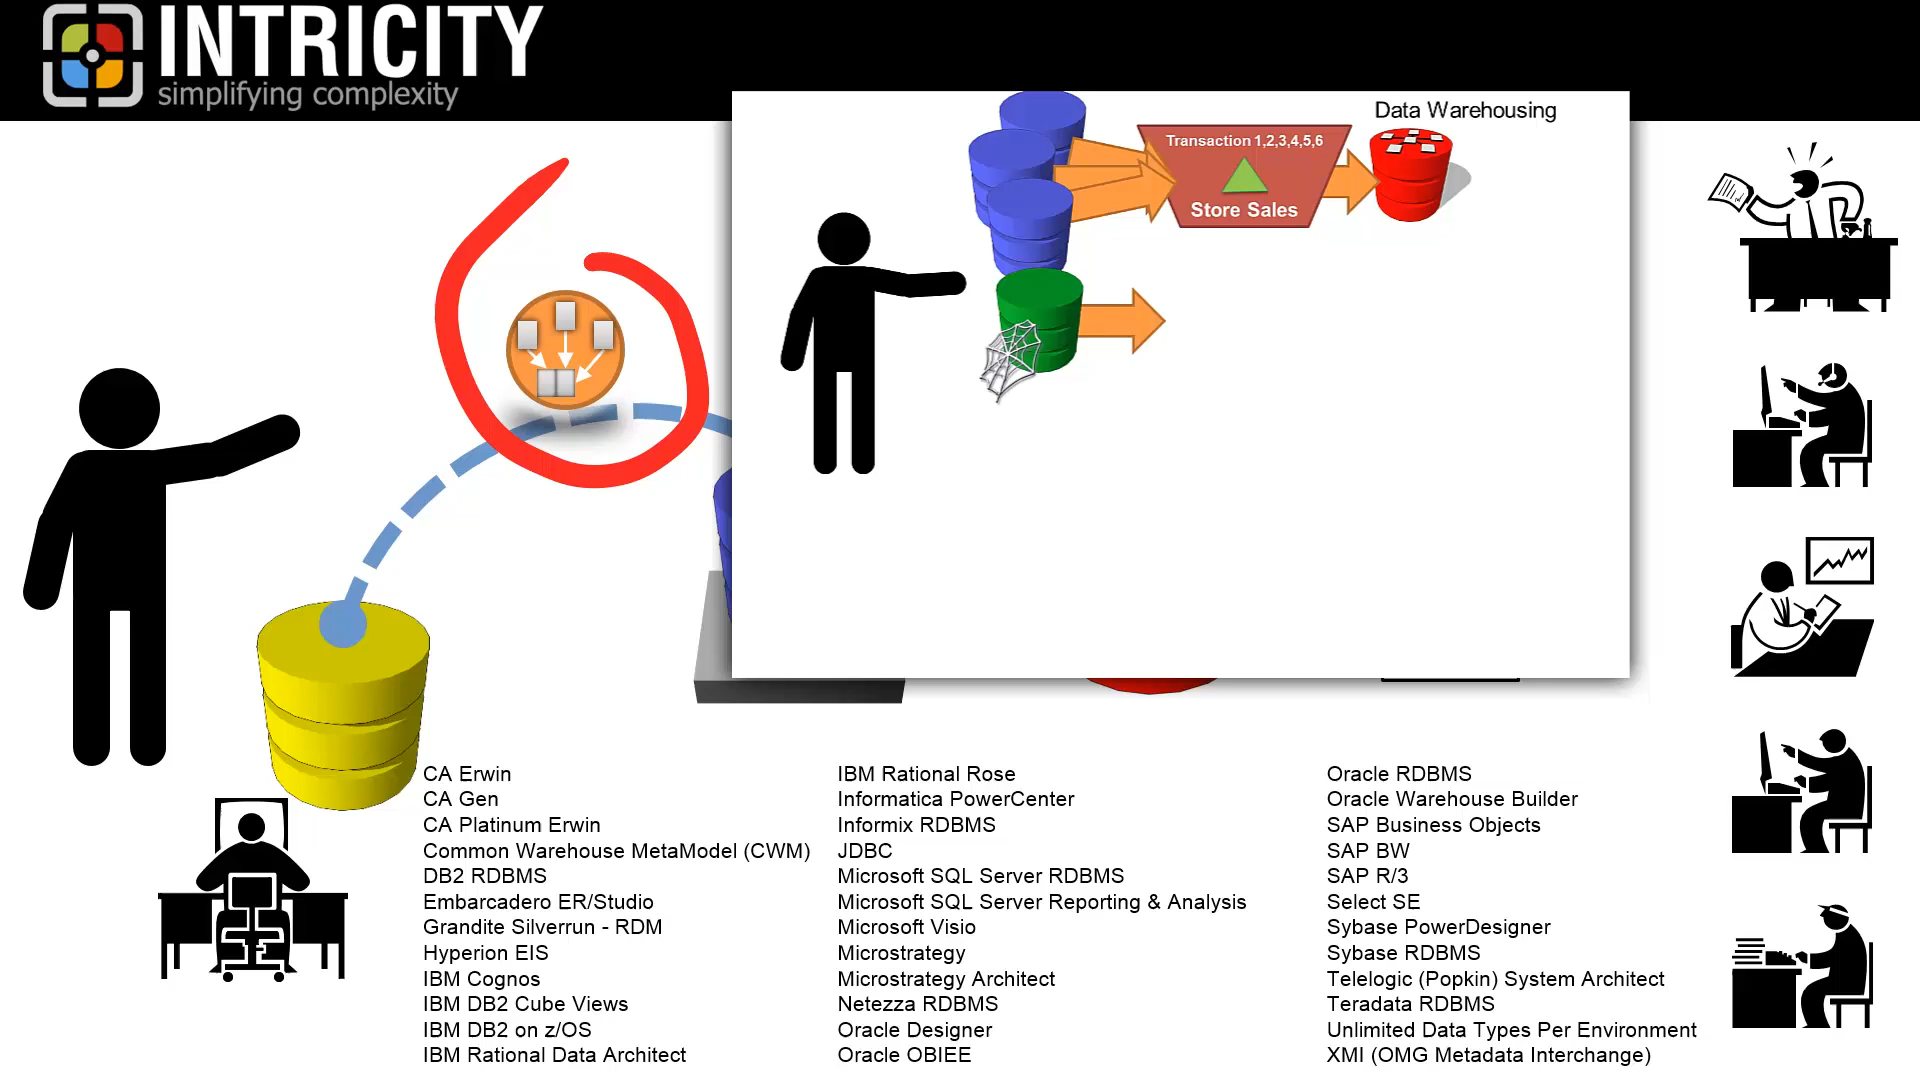 INTRICITY
simplifying complexity
Data Warehousing
Transaction 1,2,3,4,5,6
Store Sales
CA Erwin
CA Gen
CA Platinum Erwin
Common Warehouse MetaModel (CWM)
DB2 RDBMS
Embarcadero ER/Studio
Grandite Silverrun - RDM
Hyperion EIS
IBM Cognos
IBM DB2 Cube Views
IBM DB2 on z/OS
IBM Rational Data Architect
IBM Rational Rose
Informatica PowerCenter
Informix RDBMS
JDBC
Microsoft SQL Server RDBMS
Microsoft SQL Server Reporting & Analysis
Microsoft Visio
Microstrategy
Microstrategy Architect
Netezza RDBMS
Oracle Designer
Oracle OBIEE
Oracle RDBMS
Oracle Warehouse Builder
SAP Business Objects
SAP BW
SAP R/3
Select SE
Sybase PowerDesigner
Sybase RDBMS
Telelogic (Popkin) System Architect
Teradata RDBMS
Unlimited Data Types Per Environment
XMI (OMG Metadata Interchange)